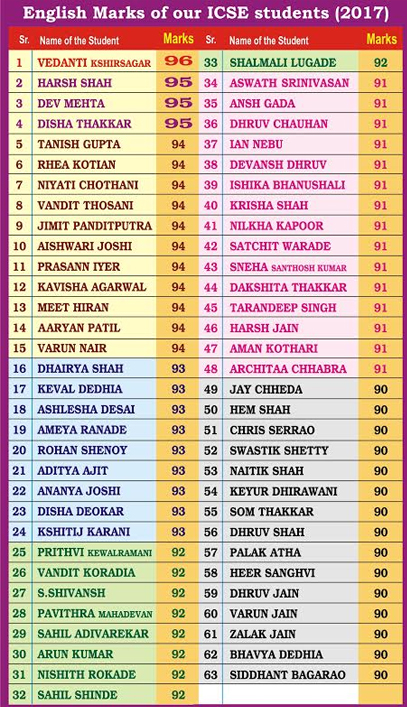 English Marks of our ICSE students (2017)
Sr. Name of the Student Marks
1 VEDANTI KSHIRSAGAR 96
2 HARSH SHAH 95
3 DEV MEHTA 95
4 DISHA THAKKAR 95
5 TANISH GUPTA 94
6 RHEA KOTIAN 94
7 NIYATI CHOTHANI 94
8 VANDIT THOSANI 94
9 JIMIT PANDITPUTRA 94
10 AISHWARI JOSHI 94
11 PRASANN IYER 94
12 KAVISHA AGARWAL 94
13 MEET HIRAN 94
14 AARYAN PATIL 94
15 VARUN NAIR 94
16 DHAIRYA SHAH 93
17 KEVAL DEDHIA 93
18 ASHLESHA DESAI 93
19 AMEYA RANADE 93
20 ROHAN SHENOY 93
21 ADITYA AJIT 93
22 ANANYA JOSHI 93
23 DISHA DEOKAR 93
24 KSHITIJ KARANI 93
25 PRITHVI KEWALRAMANI 92
26 VANDIT KORADIA 92
27 S.SHIVANSH 92
28 PAVITHRA MAHADEVAN 92
29 SAHIL ADIVAREKAR 92
30 ARUN KUMAR 92
31 NISHITH ROKADE 92
32 SAHIL SHINDE 92
Sr. Name of the Student Marks
33 SHALMALI LUGADE 92
34 ASWATH SRINIVASAN 91
35 ANSH GADA 91
36 DHRUV CHAUHAN 91
37 IAN NEBU 91
38 DEVANSH DHRUV 91
39 ISHIKA BHANUSHALI 91
40 KRISHA SHAH 91
41 NILKHA KAPOOR 91
42 SATCHIT WARADE 91
43 SNEHA SANTHOSH KUMAR 91
44 DAKSHITA THAKKAR 91
45 TARANDEEP SINGH 91
46 HARSH JAIN 91
47 AMAN KOTHARI 91
48 ARCHITAA CHHABRA 91
49 JAY CHHEDA 90
50 HEM SHAH 90
51 CHRIS SERRAO 90
52 SWASTIK SHETTY 90
53 NAITIK SHAH 90
54 KEYUR DHIRAWANI 90
55 SOM THAKKAR 90
56 DHRUV SHAH 90
57 PALAK ATHA 90
58 HEER SANGHVI 90
59 DHRUV JAIN 90
60 VARUN JAIN 90
61 ZALAK JAIN 90
62 BHAVYA DEDHIA 90
63 SIDDHANT BAGARAO 90